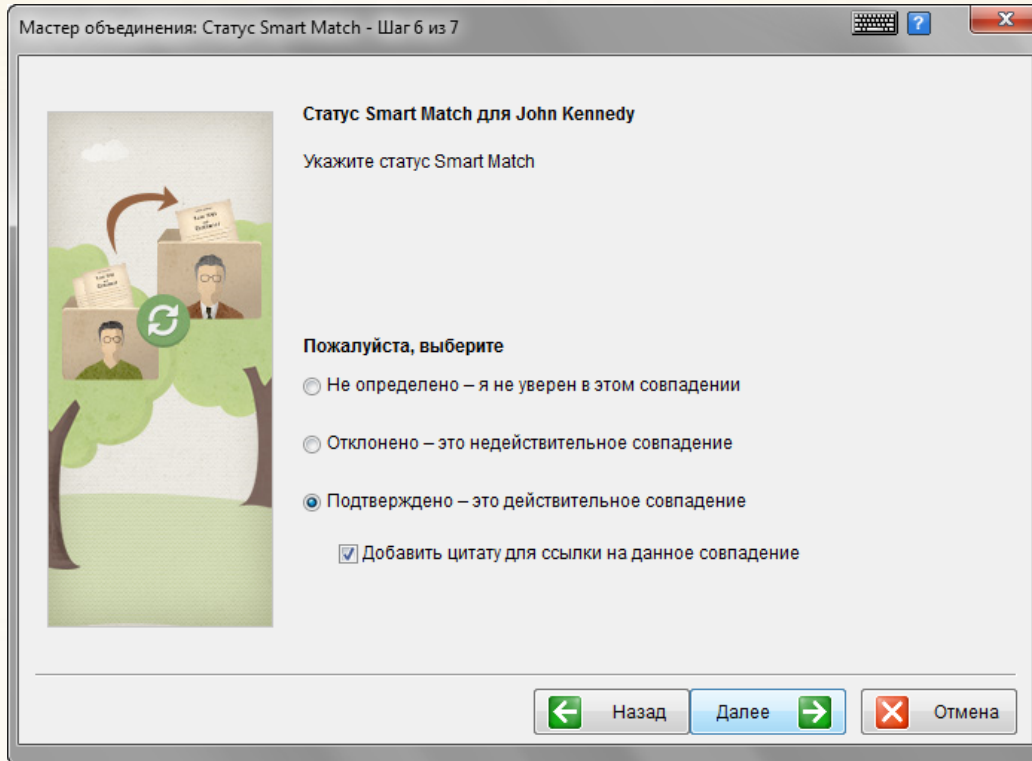 Мастер объединения: Статус Smart Match - Шаг 6 из 7
?
X
Статус Smart Match для John Kennedy
Укажите статус Smart Match
Пожалуйста, выберите
Не определено – я не уверен в этом совпадении
Отклонено – это недействительное совпадение
Подтверждено – это действительное совпадение
Добавить цитату для ссылки на данное совпадение
Назад
Далее
Отмена